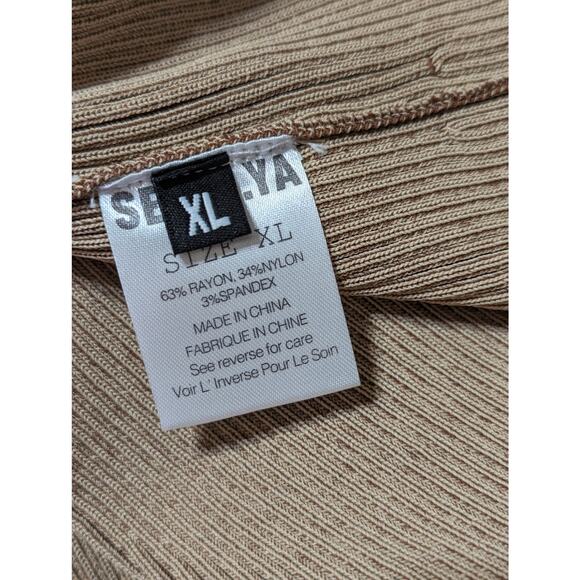 XL
SIZE XL
63% RAYON, 34%NYLON
3%SPANDEX
MADE IN CHINA
FABRIQUE IN CHINE
See reverse for care
Voir L' Inverse Pour Le Soin